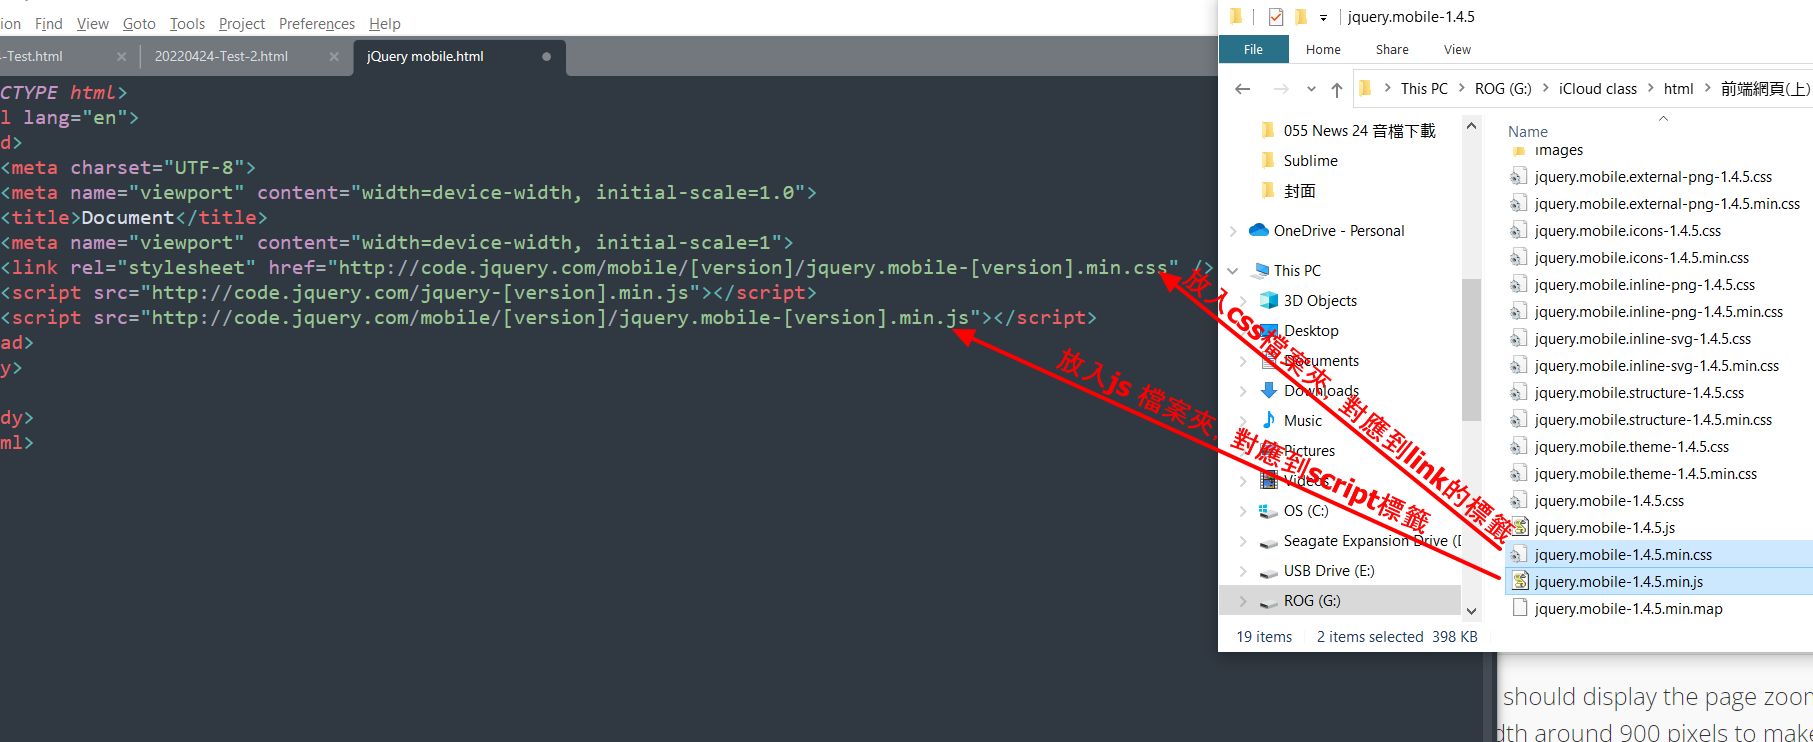 ion Find View Goto Tools Project Preferences Help
-Test.html
20220424-Test-2.html
jQuery mobile.html
CTYPE html>
l lang="en">
d>
<meta charset="UTF-8">
<meta name="viewport" content="width=device-width, initial-scale=1.0">
<title>Document</title>
<meta name="viewport" content="width=device-width, initial-scale=1">
<link rel="stylesheet" href="http://code.jquery.com/mobile/[version]/jquery.mobile-[version].min.css" />
<script src="http://code.jquery.com/jquery-[version].min.js"></script>
<script src="http://code.jquery.com/mobile/[version]/jquery.mobile-[version].min.js"></script>
ad>
y>
dy>
ml>
放入css檔案夾, 對應到link的標籤
放入js 檔案夾, 對應到script標籤
jquery.mobile-1.4.5
File Home Share View
This PC > ROG (G:) > iCloud class > html > 前端網頁(上)
055 News 24 音檔下載
Sublime
封面
OneDrive - Personal
This PC
3D Objects
Desktop
Documents
Downloads
Music
Pictures
Videos
OS (C:)
Seagate Expansion Drive (
USB Drive (E:)
ROG (G:)
Name
images
jquery.mobile.external-png-1.4.5.css
jquery.mobile.external-png-1.4.5.min.css
jquery.mobile.icons-1.4.5.css
jquery.mobile.icons-1.4.5.min.css
jquery.mobile.inline-png-1.4.5.css
jquery.mobile.inline-png-1.4.5.min.css
jquery.mobile.inline-svg-1.4.5.css
jquery.mobile.inline-svg-1.4.5.min.css
jquery.mobile.structure-1.4.5.css
jquery.mobile.structure-1.4.5.min.css
jquery.mobile.theme-1.4.5.css
jquery.mobile.theme-1.4.5.min.css
jquery.mobile-1.4.5.css
jquery.mobile-1.4.5.js
jquery.mobile-1.4.5.min.css
jquery.mobile-1.4.5.min.js
jquery.mobile-1.4.5.min.map
19 items 2 items selected 398 KB
should display the page zoom
dth around 900 pixels to make